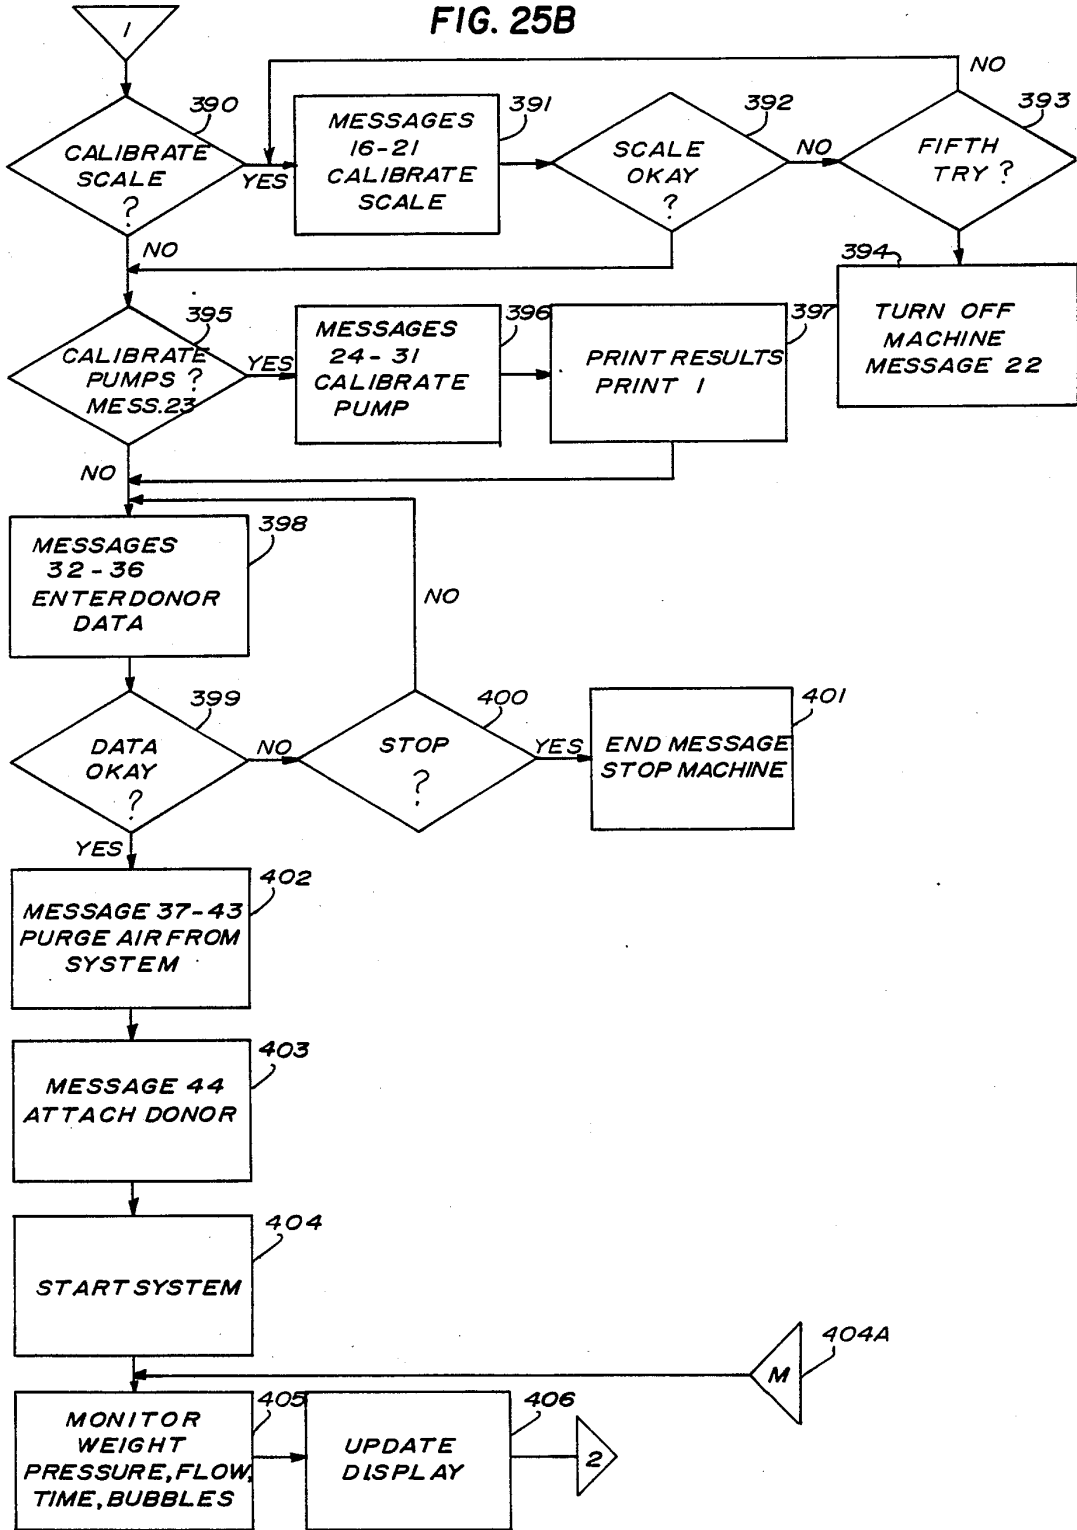 FIG. 25B
1
NO
390
CALIBRATE
SCALE
?
YES
391
MESSAGES
16-21
CALIBRATE
SCALE
392
SCALE
OKAY
?
NO
393
FIFTH
TRY ?
NO
394
TURN OFF
MACHINE
MESSAGE 22
395
CALIBRATE
PUMPS ?
MESS.23
YES
396
MESSAGES
24-31
CALIBRATE
PUMP
397
PRINT RESULTS
PRINT 1
NO
398
MESSAGES
32-36
ENTER DONOR
DATA
NO
399
DATA
OKAY
?
NO
400
STOP
?
YES
401
END MESSAGE
STOP MACHINE
YES
402
MESSAGE 37-43
PURGE AIR FROM
SYSTEM
403
MESSAGE 44
ATTACH DONOR
404
START SYSTEM
404A
M
405
MONITOR
WEIGHT
PRESSURE, FLOW,
TIME, BUBBLES
406
UPDATE
DISPLAY
2